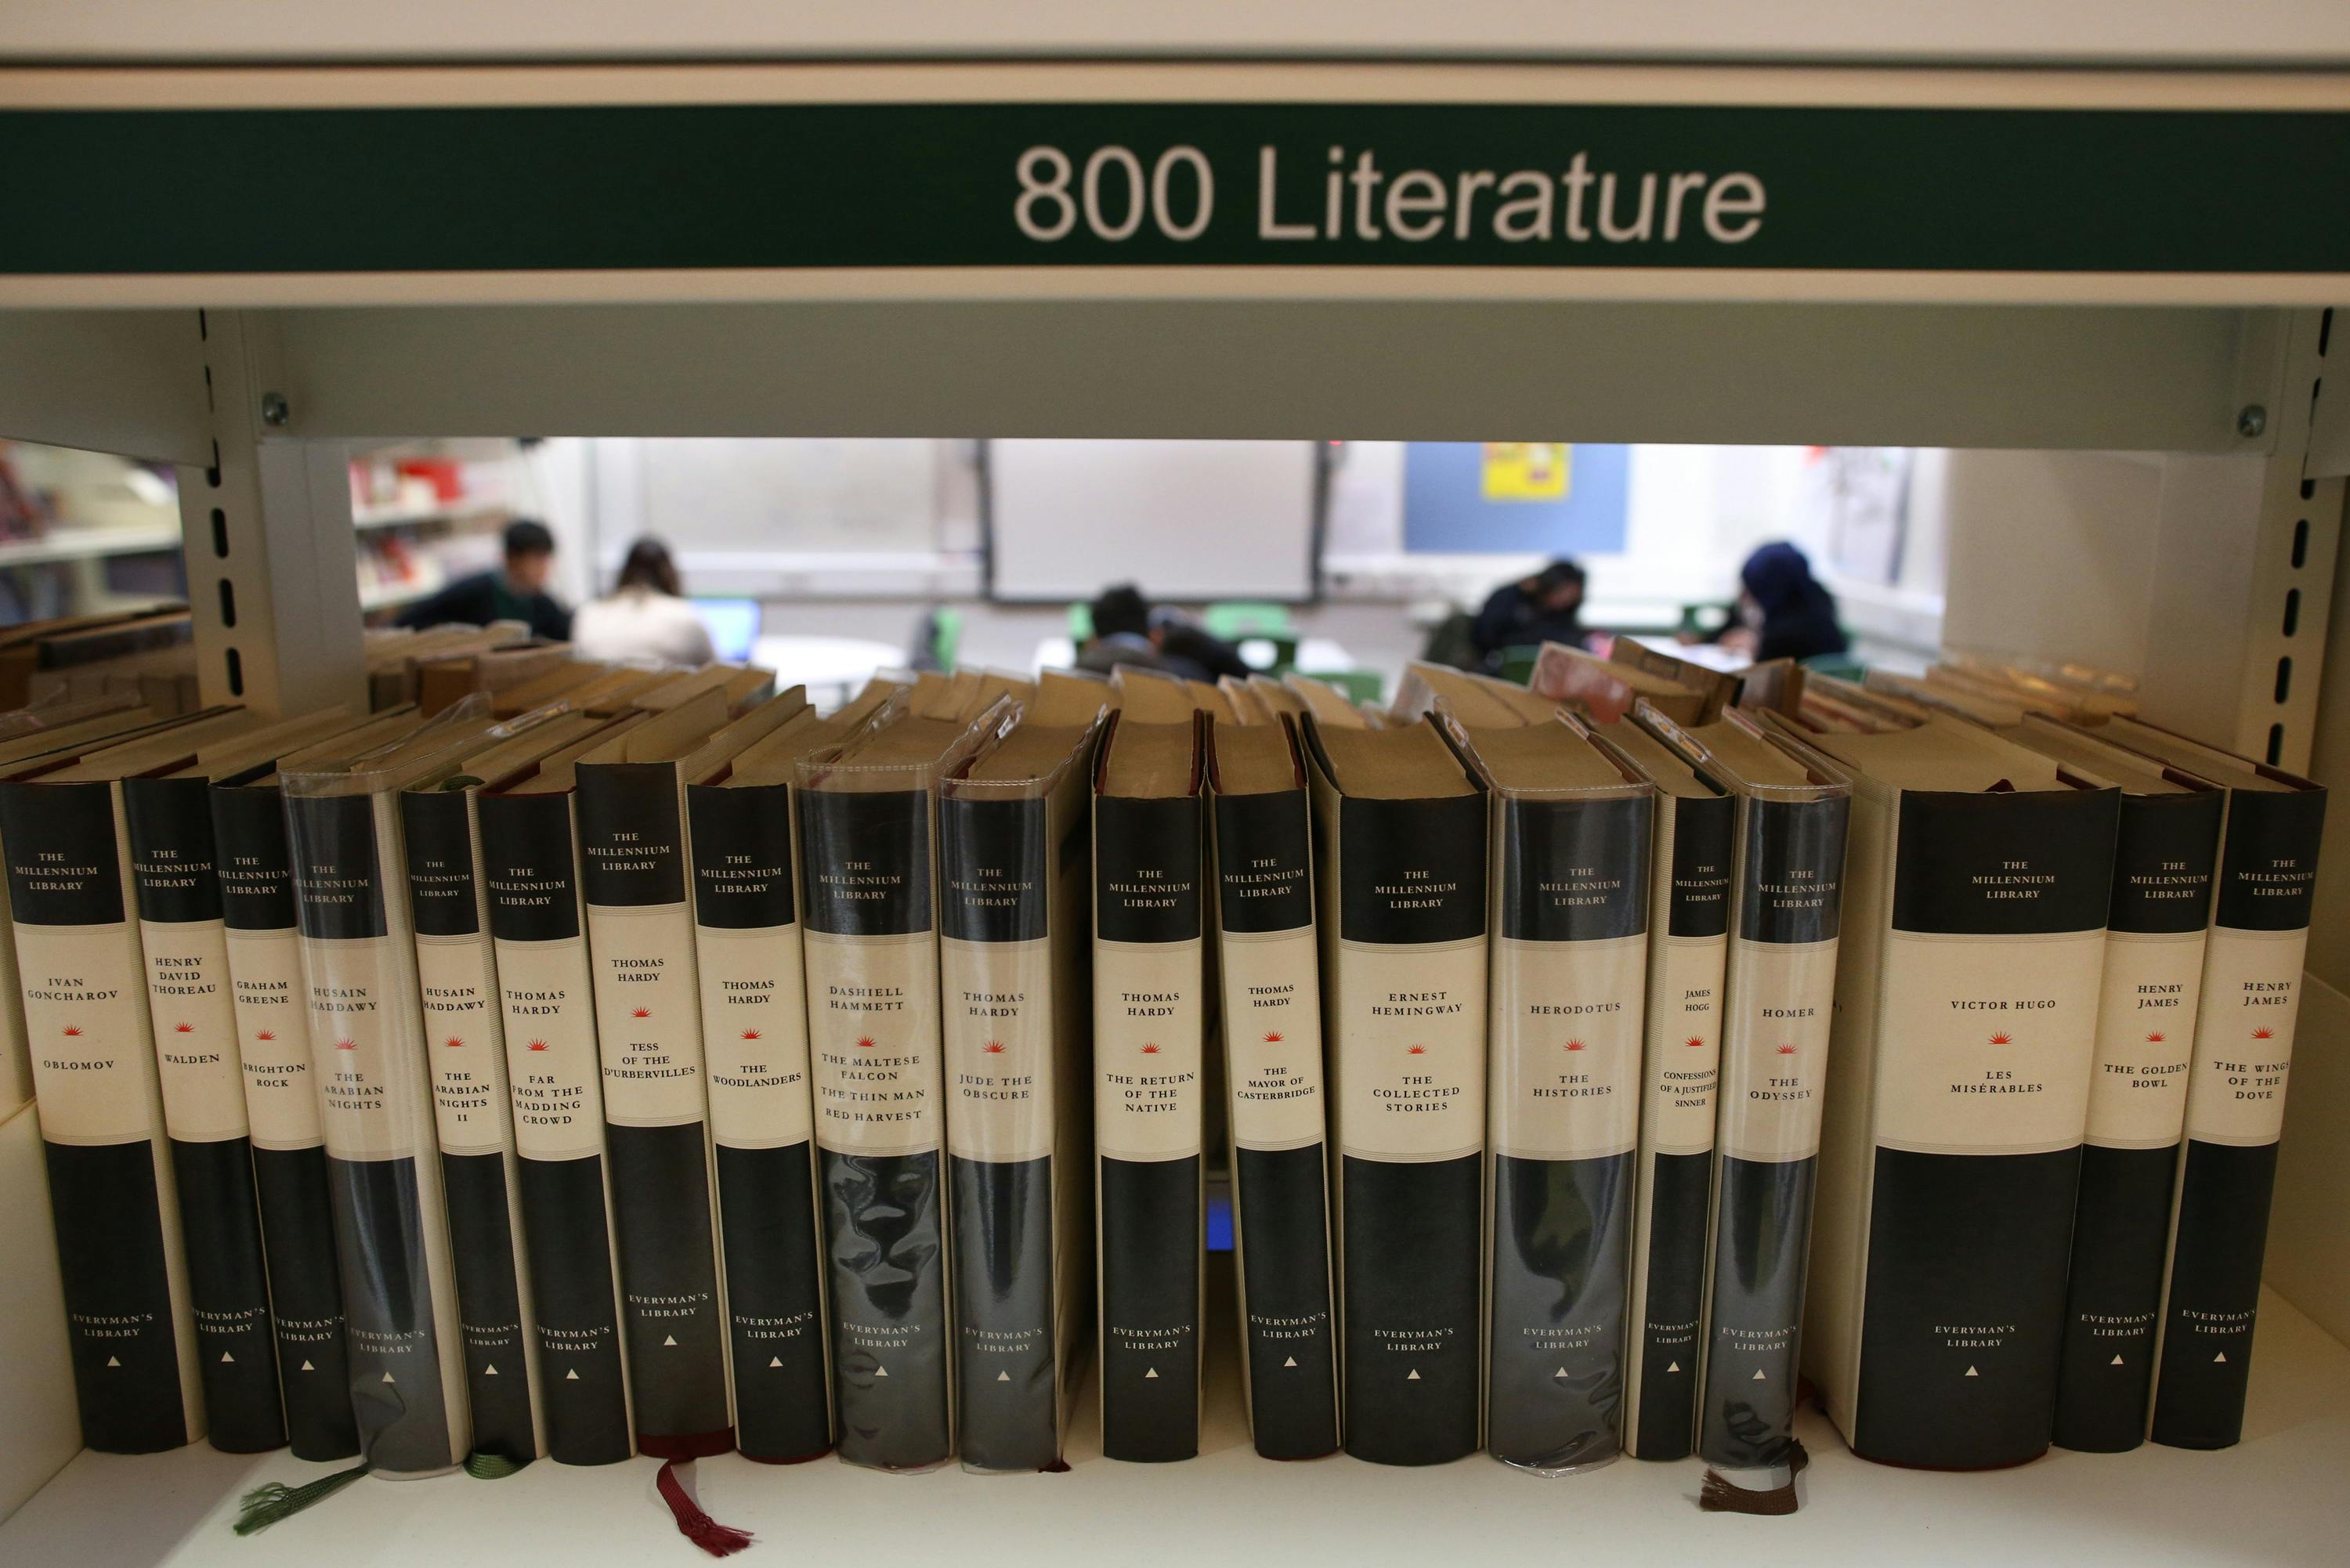 800 Literature
THE
MILLENNIUM
LIBRARY
IVAN
GONCHAROV
OBLOMOV
EVERYMAN'S
LIBRARY
THE
MILLENNIUM
LIBRARY
HENRY
DAVID
THOREAU
WALDEN
EVERYMAN'S
LIBRARY
THE
MILLENNIUM
LIBRARY
GRAHAM
GREENE
BRIGHTON
ROCK
EVERYMAN'S
LIBRARY
THE
MILLENNIUM
LIBRARY
HUSAIN
HADDAWY
THE
ARABIAN
NIGHTS
EVERYMAN'S
LIBRARY
THE
MILLENNIUM
LIBRARY
HUSAIN
HADDAWY
THE
ARABIAN
NIGHTS
II
EVERYMAN'S
LIBRARY
THE
MILLENNIUM
LIBRARY
THOMAS
HARDY
FAR
FROM THE
MADDING
CROWD
EVERYMAN'S
LIBRARY
THE
MILLENNIUM
LIBRARY
THOMAS
HARDY
TESS
OF THE
D'URBERVILLES
EVERYMAN'S
LIBRARY
THE
MILLENNIUM
LIBRARY
THOMAS
HARDY
THE
WOODLANDERS
EVERYMAN'S
LIBRARY
THE
MILLENNIUM
LIBRARY
DASHIELL
HAMMETT
THE MALTESE
FALCON
THE THIN MAN
RED HARVEST
EVERYMAN'S
LIBRARY
THE
MILLENNIUM
LIBRARY
THOMAS
HARDY
JUDE THE
OBSCURE
EVERYMAN'S
LIBRARY
THE
MILLENNIUM
LIBRARY
THOMAS
HARDY
THE RETURN
OF THE
NATIVE
EVERYMAN'S
LIBRARY
THE
MILLENNIUM
LIBRARY
THOMAS
HARDY
THE
MAYOR OF
CASTERBRIDGE
EVERYMAN'S
LIBRARY
THE
MILLENNIUM
LIBRARY
ERNEST
HEMINGWAY
THE
COLLECTED
STORIES
EVERYMAN'S
LIBRARY
THE
MILLENNIUM
LIBRARY
HERODOTUS
THE
HISTORIES
EVERYMAN'S
LIBRARY
THE
MILLENNIUM
LIBRARY
JAMES
HOGG
CONFESSIONS
OF A JUSTIFIED
SINNER
EVERYMAN'S
LIBRARY
THE
MILLENNIUM
LIBRARY
HOMER
THE
ODYSSEY
EVERYMAN'S
LIBRARY
THE
MILLENNIUM
LIBRARY
VICTOR HUGO
LES
MISÉRABLES
EVERYMAN'S
LIBRARY
THE
MILLENNIUM
LIBRARY
HENRY
JAMES
THE GOLDEN
BOWL
EVERYMAN'S
LIBRARY
THE
MILLENNIUM
LIBRARY
HENRY
JAMES
THE WINGS
OF THE
DOVE
EVERYMAN'S
LIBRARY